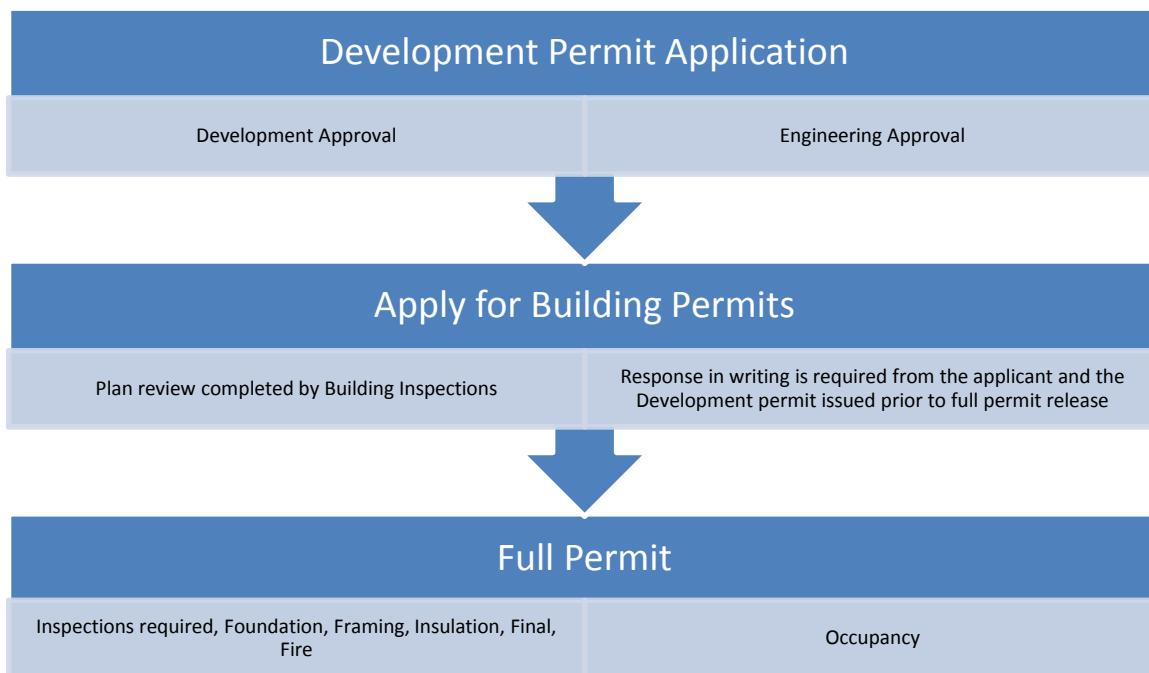 Development Permit Application
Development Approval
Engineering Approval
Apply for Building Permits
Plan review completed by Building Inspections
Response in writing is required from the applicant and the
Development permit issued prior to full permit release
Full Permit
Inspections required, Foundation, Framing, Insulation, Final,
Fire
Occupancy